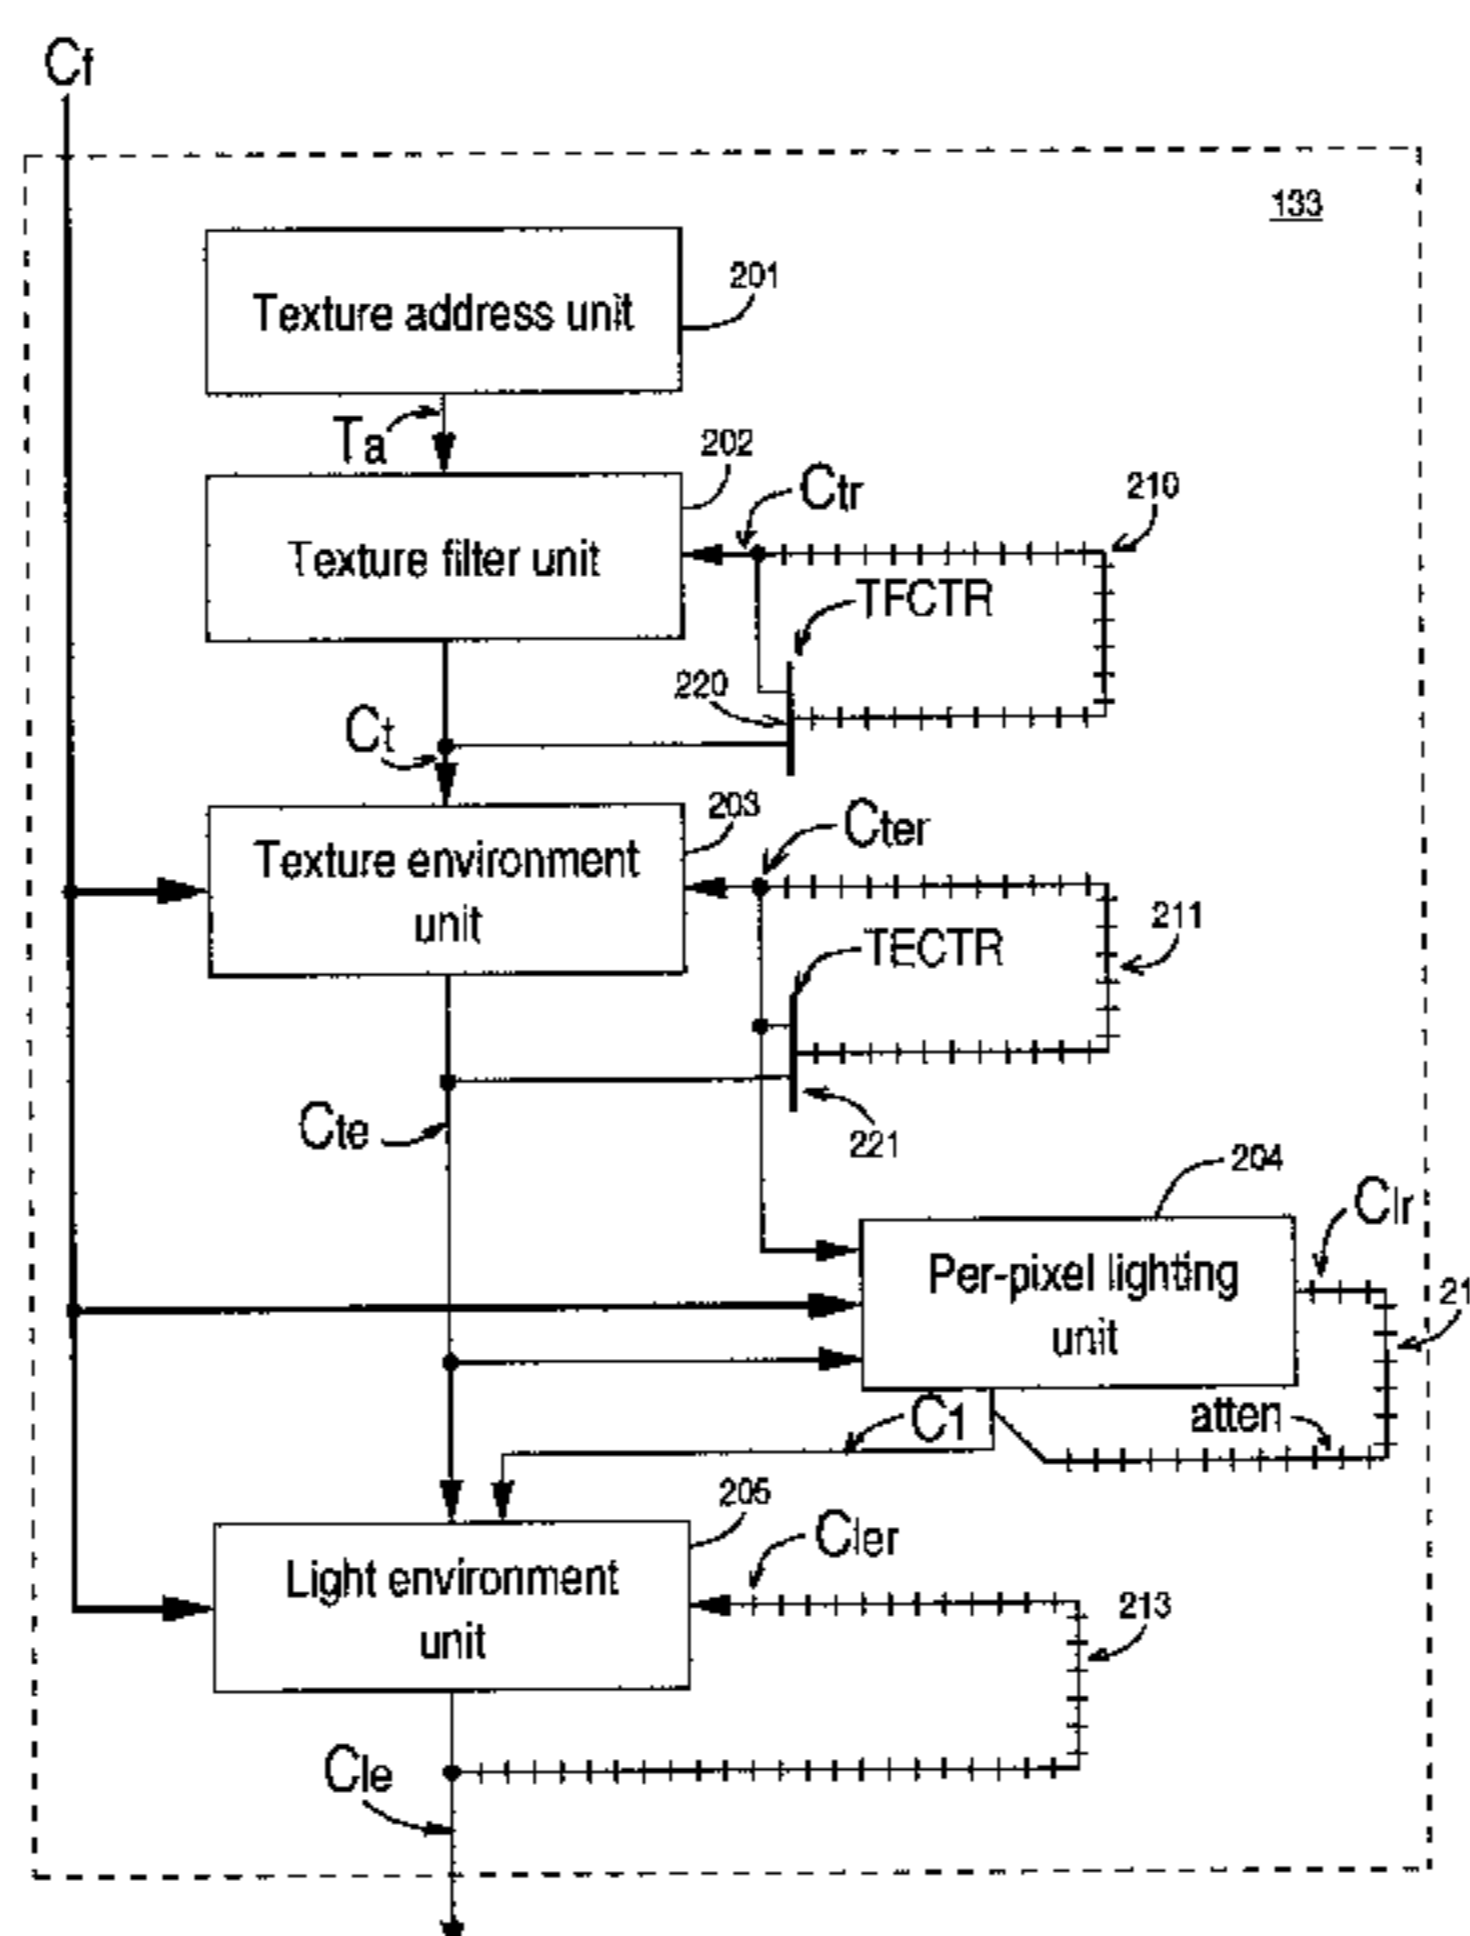 Cf
133
Texture address unit
201
Ta
202
Ctr
210
Texture filter unit
TFCTR
220
Ct
203
Cter
Texture environment
unit
211
TECTR
Cte
221
204
Clr
Per-pixel lighting
unit
21
C1
atten
205
Cler
Light environment
unit
213
Cle